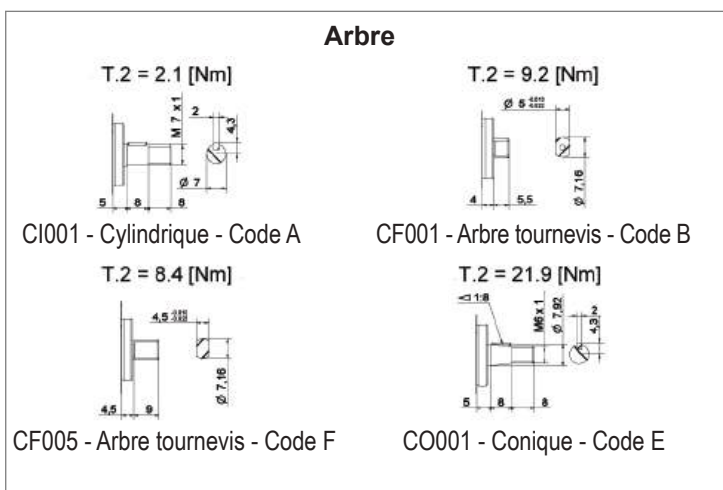 Arbre
T.2 = 2.1 [Nm]
2
M 7 x 1
4,3
Ø 7
5 8 8
CI001 - Cylindrique - Code A
T.2 = 9.2 [Nm]
Ø 5
Ø 7,16
4 5,5
CF001 - Arbre tournevis - Code B
T.2 = 8.4 [Nm]
4,5
Ø 7,16
4,5 9
CF005 - Arbre tournevis - Code F
T.2 = 21.9 [Nm]
1:8
M6 x 1
Ø 7,92
2
4,3
5 8 8
CO001 - Conique - Code E